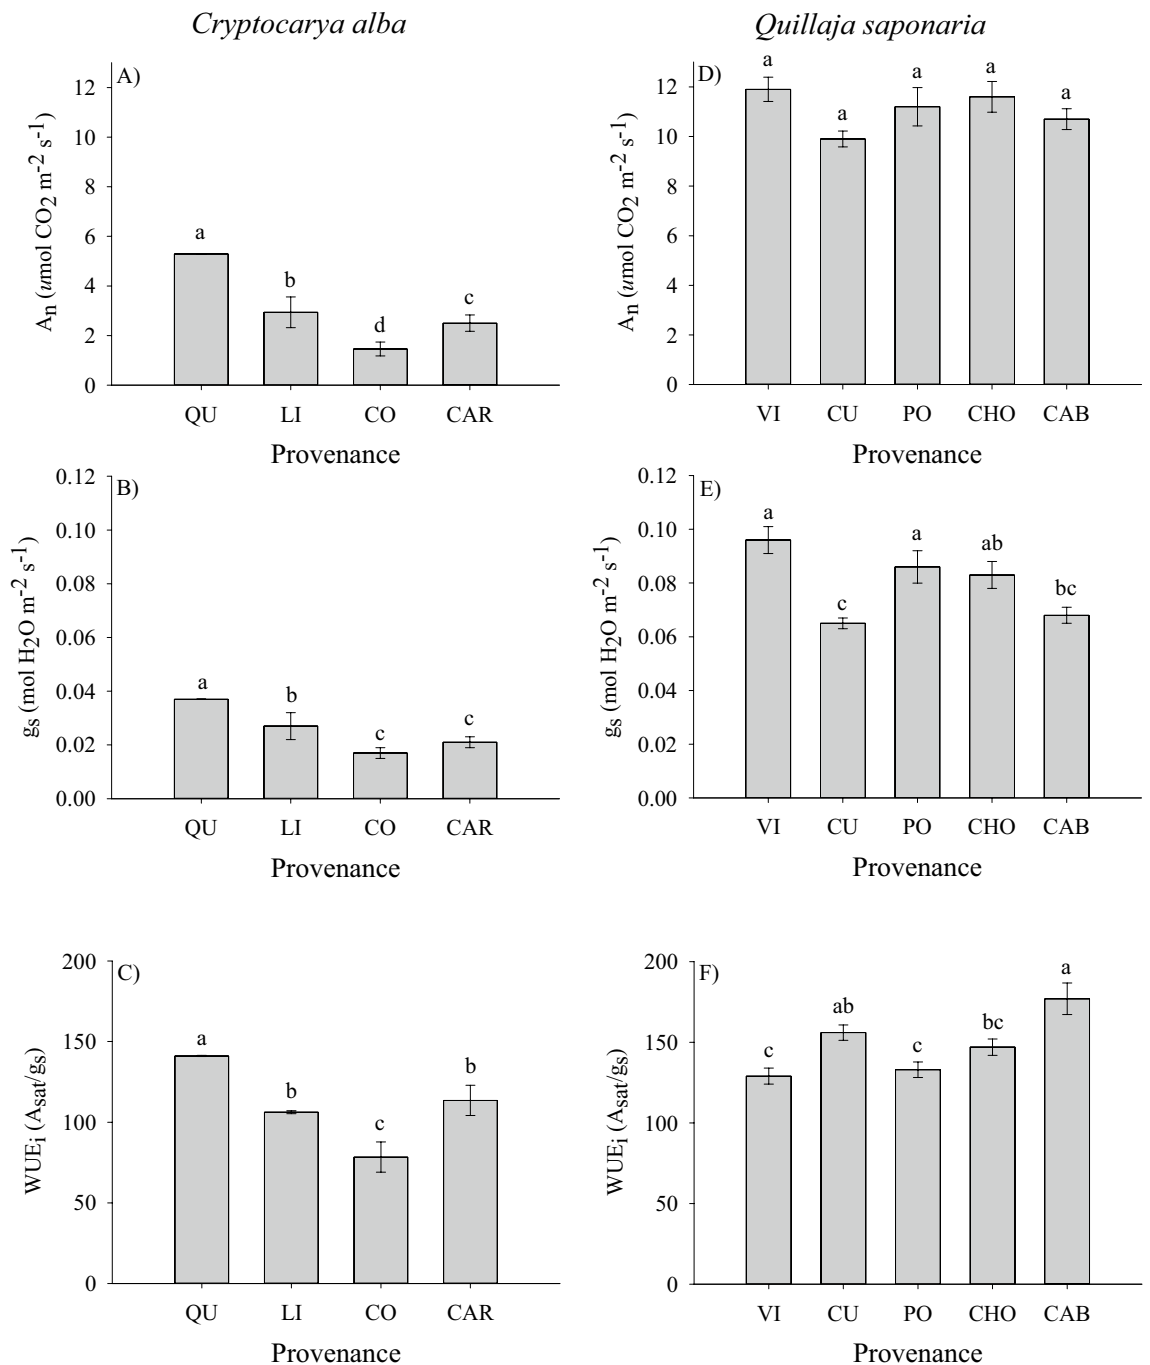 Cryptocarya alba
Quillaja saponaria
A)
12
10
8
6
4
2
0
An (umol CO2 m-2 s-1)
a
b
d
c
QU LI CO CAR
Provenance
D)
12
10
8
6
4
2
0
An (umol CO2 m-2 s-1)
a
a
a
a
a
VI CU PO CHO CAB
Provenance
B)
0.12
0.10
0.08
0.06
0.04
0.02
0.00
gs (mol H2O m-2 s-1)
a
b
c
c
QU LI CO CAR
Provenance
E)
0.12
0.10
0.08
0.06
0.04
0.02
0.00
gs (mol H2O m-2 s-1)
a
c
a
ab
bc
VI CU PO CHO CAB
Provenance
C)
200
150
100
50
0
WUEi (Asat/gs)
a
b
c
b
QU LI CO CAR
Provenance
F)
200
150
100
50
0
WUEi (Asat/gs)
c
ab
c
bc
a
VI CU PO CHO CAB
Provenance